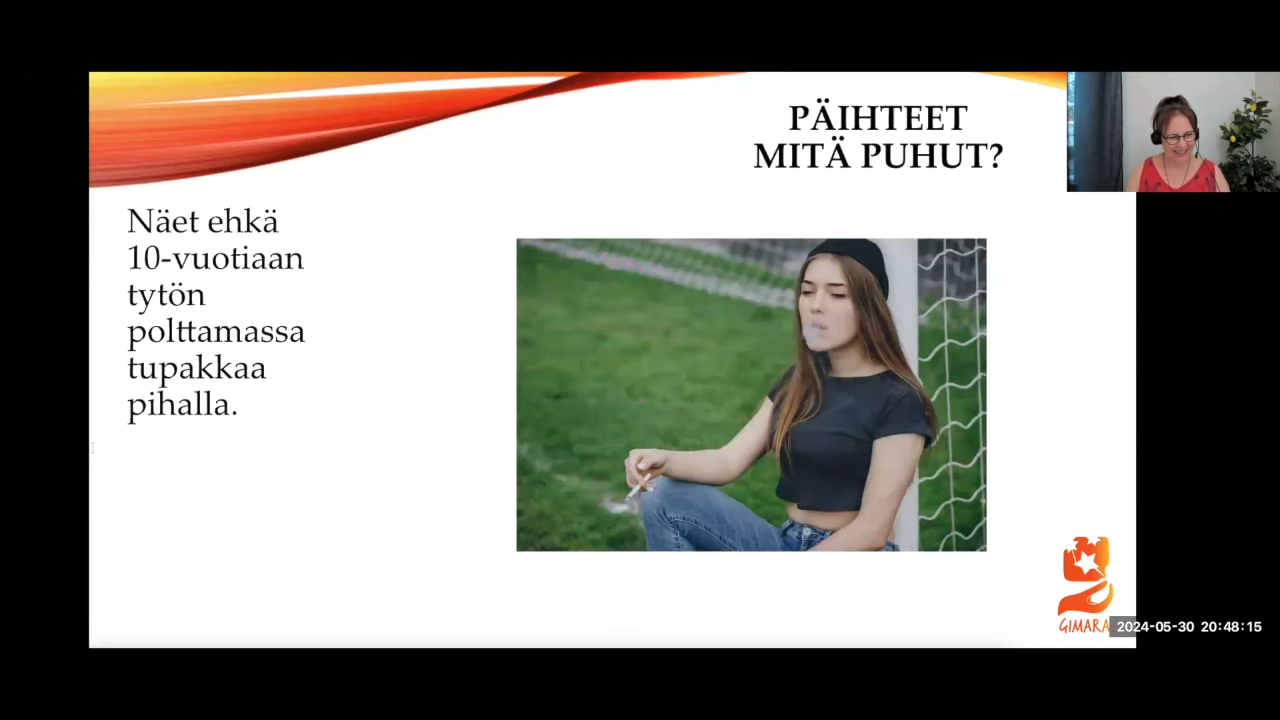 PÄIHTEET
MITÄ PUHUT?
Näet ehkä
10-vuotiaan
tytön
polttamassa
tupakkaa
pihalla.
GIMARA
2024-05-30 20:48:15